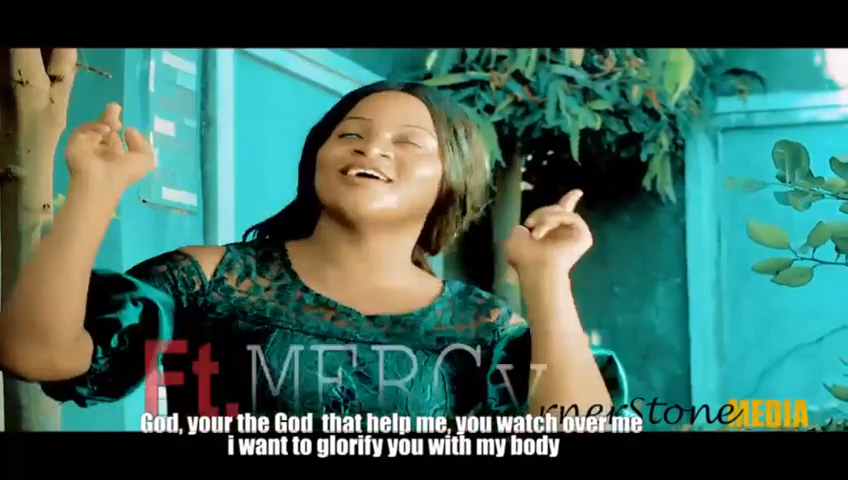 Ft. MERCY
CornerStone MEDIA
God, your the God that help me, you watch over me
i want to glorify you with my body